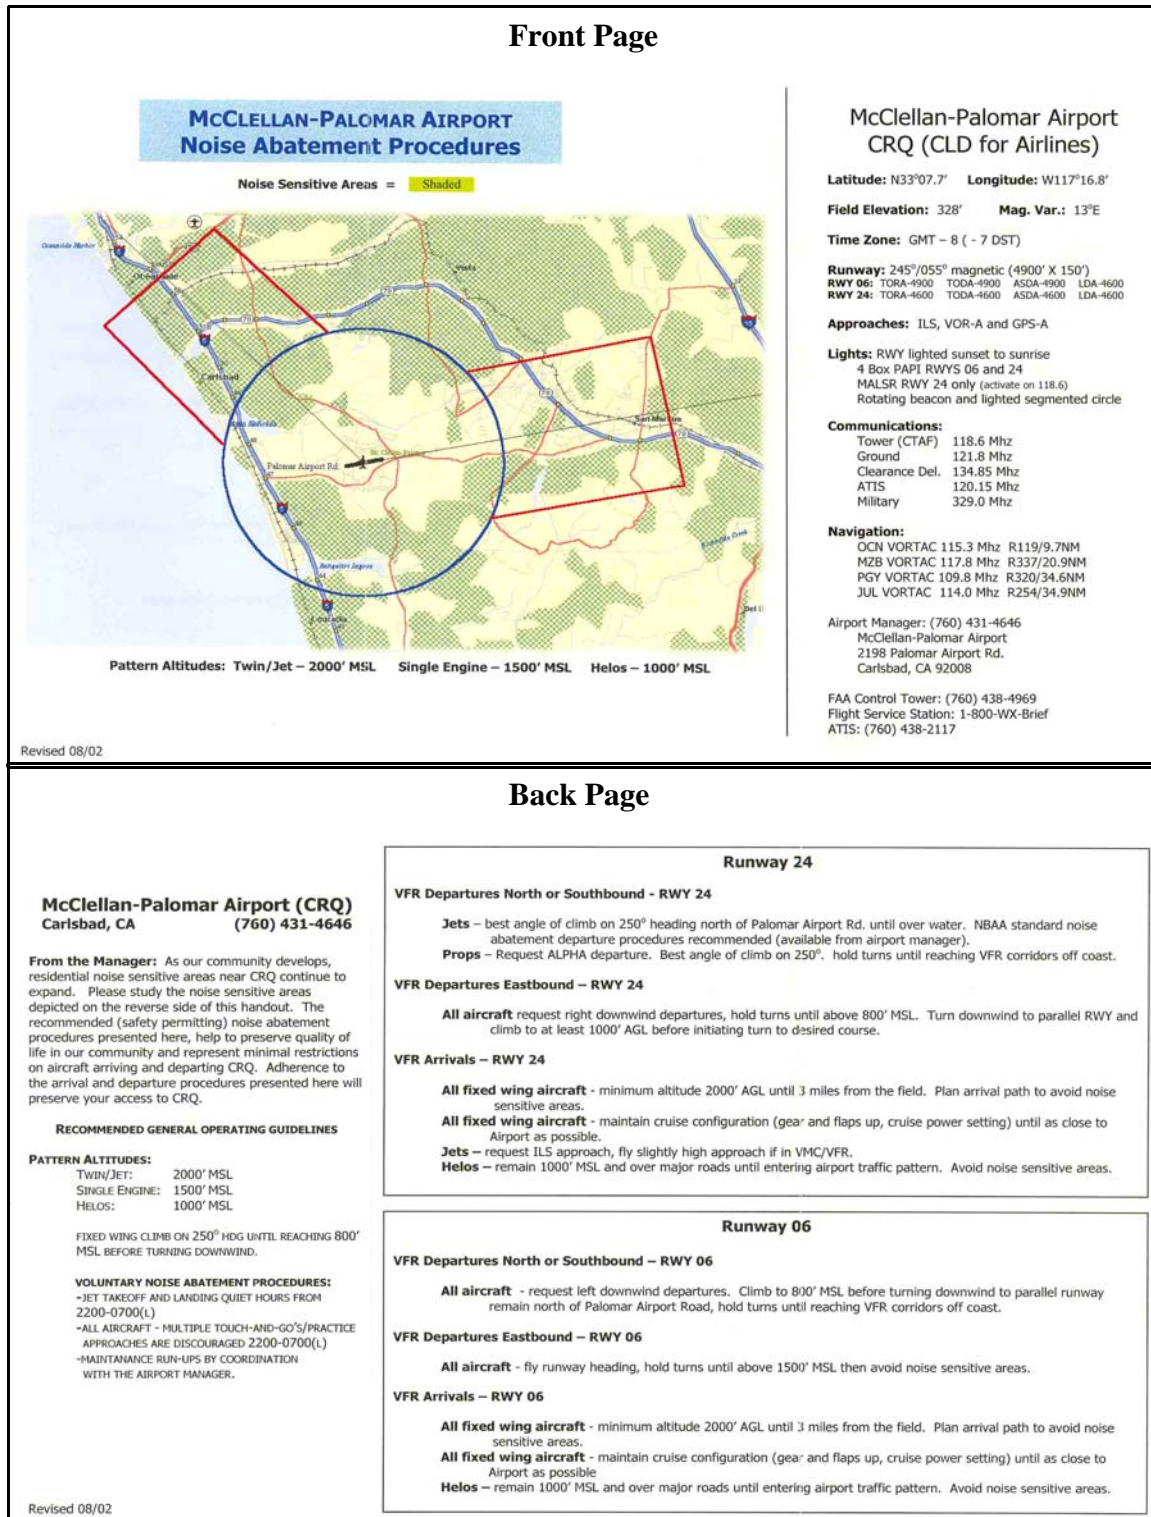 Front Page
McCLELLAN-PALOMAR AIRPORT
Noise Abatement Procedures
Noise Sensitive Areas = Shaded
Oceanside Harbor
Vista
Carlsbad
San Marcos
Palomar Airport Rd.
Batiquitos Lagoon
78
78
78
78
5
5
5
5
Pattern Altitudes: Twin/Jet – 2000' MSL Single Engine – 1500' MSL Helos – 1000' MSL
Revised 08/02
McClellan-Palomar Airport
CRQ (CLD for Airlines)
Latitude: N33°07.7' Longitude: W117°16.8'
Field Elevation: 328' Mag. Var.: 13°E
Time Zone: GMT – 8 ( - 7 DST)
Runway: 245°/055° magnetic (4900' X 150')
RWY 06: TORA-4900 TODA-4900 ASDA-4900 LDA-4600
RWY 24: TORA-4600 TODA-4600 ASDA-4600 LDA-4600
Approaches: ILS, VOR-A and GPS-A
Lights: RWY lighted sunset to sunrise
4 Box PAPI RWYS 06 and 24
MALSR RWY 24 only (activate on 118.6)
Rotating beacon and lighted segmented circle
Communications:
Tower (CTAF) 118.6 Mhz
Ground 121.8 Mhz
Clearance Del. 134.85 Mhz
ATIS 120.15 Mhz
Military 329.0 Mhz
Navigation:
OCN VORTAC 115.3 Mhz R119/9.7NM
MZB VORTAC 117.8 Mhz R337/20.9NM
PGY VORTAC 109.8 Mhz R320/34.6NM
JUL VORTAC 114.0 Mhz R254/34.9NM
Airport Manager: (760) 431-4646
McClellan-Palomar Airport
2198 Palomar Airport Rd.
Carlsbad, CA 92008
FAA Control Tower: (760) 438-4969
Flight Service Station: 1-800-WX-Brief
ATIS: (760) 438-2117
Back Page
McClellan-Palomar Airport (CRQ)
Carlsbad, CA (760) 431-4646
From the Manager: As our community develops,
residential noise sensitive areas near CRQ continue to
expand. Please study the noise sensitive areas
depicted on the reverse side of this handout. The
recommended (safety permitting) noise abatement
procedures presented here, help to preserve quality of
life in our community and represent minimal restrictions
on aircraft arriving and departing CRQ. Adherence to
the arrival and departure procedures presented here will
preserve your access to CRQ.
RECOMMENDED GENERAL OPERATING GUIDELINES
PATTERN ALTITUDES:
TWIN/JET: 2000' MSL
SINGLE ENGINE: 1500' MSL
HELOS: 1000' MSL
FIXED WING CLIMB ON 250° HDG UNTIL REACHING 800'
MSL BEFORE TURNING DOWNWIND.
VOLUNTARY NOISE ABATEMENT PROCEDURES:
-JET TAKEOFF AND LANDING QUIET HOURS FROM
2200-0700(L)
-ALL AIRCRAFT - MULTIPLE TOUCH-AND-GO'S/PRACTICE
APPROACHES ARE DISCOURAGED 2200-0700(L)
-MAINTANANCE RUN-UPS BY COORDINATION
WITH THE AIRPORT MANAGER.
Revised 08/02
Runway 24
VFR Departures North or Southbound - RWY 24
Jets – best angle of climb on 250° heading north of Palomar Airport Rd. until over water. NBAA standard noise
abatement departure procedures recommended (available from airport manager).
Props – Request ALPHA departure. Best angle of climb on 250°. hold turns until reaching VFR corridors off coast.
VFR Departures Eastbound – RWY 24
All aircraft request right downwind departures, hold turns until above 800' MSL. Turn downwind to parallel RWY and
climb to at least 1000' AGL before initiating turn to desired course.
VFR Arrivals – RWY 24
All fixed wing aircraft - minimum altitude 2000' AGL until 3 miles from the field. Plan arrival path to avoid noise
sensitive areas.
All fixed wing aircraft - maintain cruise configuration (gear and flaps up, cruise power setting) until as close to
Airport as possible.
Jets – request ILS approach, fly slightly high approach if in VMC/VFR.
Helos – remain 1000' MSL and over major roads until entering airport traffic pattern. Avoid noise sensitive areas.
Runway 06
VFR Departures North or Southbound – RWY 06
All aircraft - request left downwind departures. Climb to 800' MSL before turning downwind to parallel runway
remain north of Palomar Airport Road, hold turns until reaching VFR corridors off coast.
VFR Departures Eastbound – RWY 06
All aircraft - fly runway heading, hold turns until above 1500' MSL then avoid noise sensitive areas.
VFR Arrivals – RWY 06
All fixed wing aircraft - minimum altitude 2000' AGL until 3 miles from the field. Plan arrival path to avoid noise
sensitive areas.
All fixed wing aircraft - maintain cruise configuration (gear and flaps up, cruise power setting) until as close to
Airport as possible
Helos – remain 1000' MSL and over major roads until entering airport traffic pattern. Avoid noise sensitive areas.